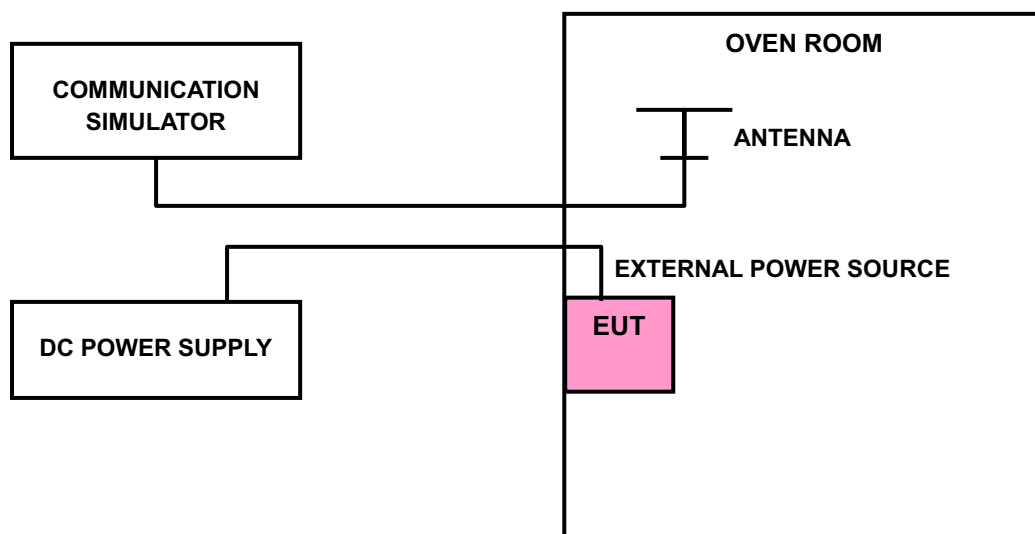 OVEN ROOM
COMMUNICATION
SIMULATOR
ANTENNA
EXTERNAL POWER SOURCE
EUT
DC POWER SUPPLY